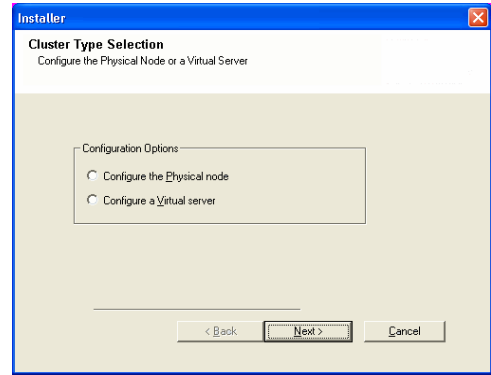 Installer
Cluster Type Selection
Configure the Physical Node or a Virtual Server
Configuration Options
Configure the Physical node
Configure a Virtual server
< Back
Next >
Cancel